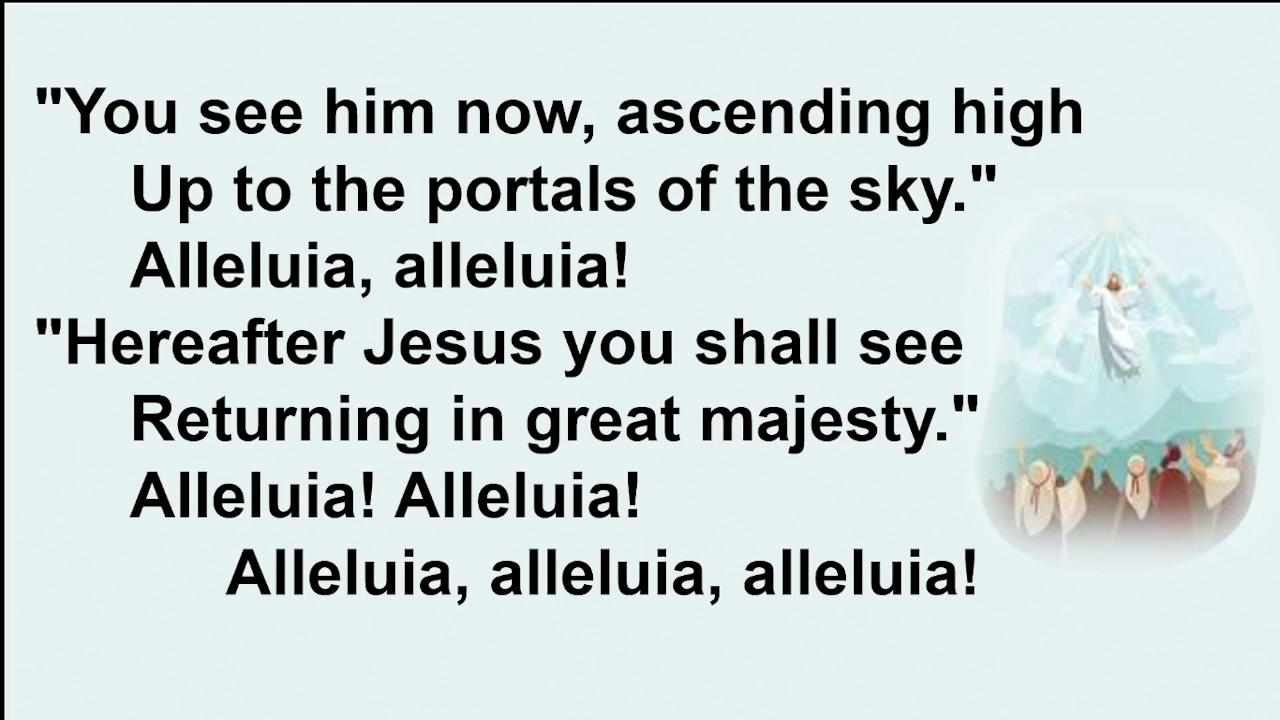 "You see him now, ascending high
Up to the portals of the sky."
Alleluia, alleluia!
"Hereafter Jesus you shall see
Returning in great majesty."
Alleluia! Alleluia!
Alleluia, alleluia, alleluia!